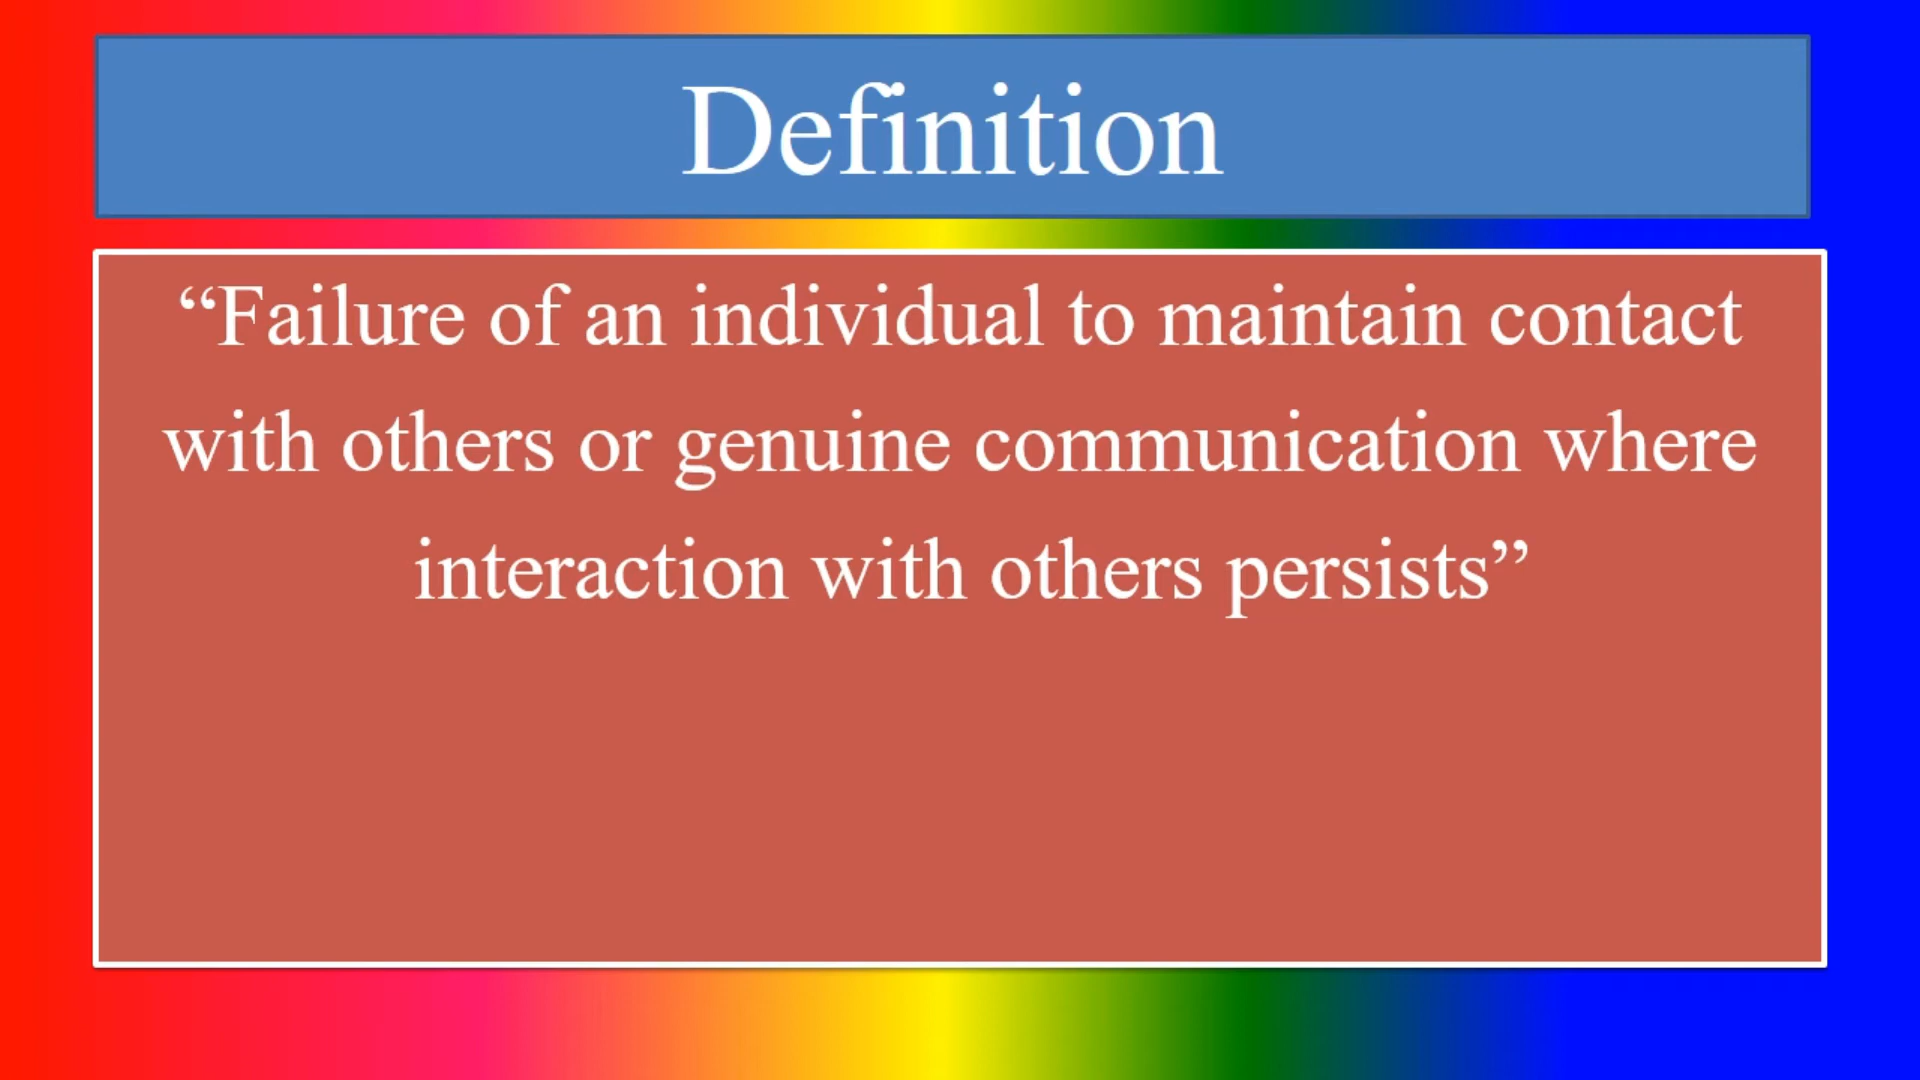 Definition
“Failure of an individual to maintain contact
with others or genuine communication where
interaction with others persists”